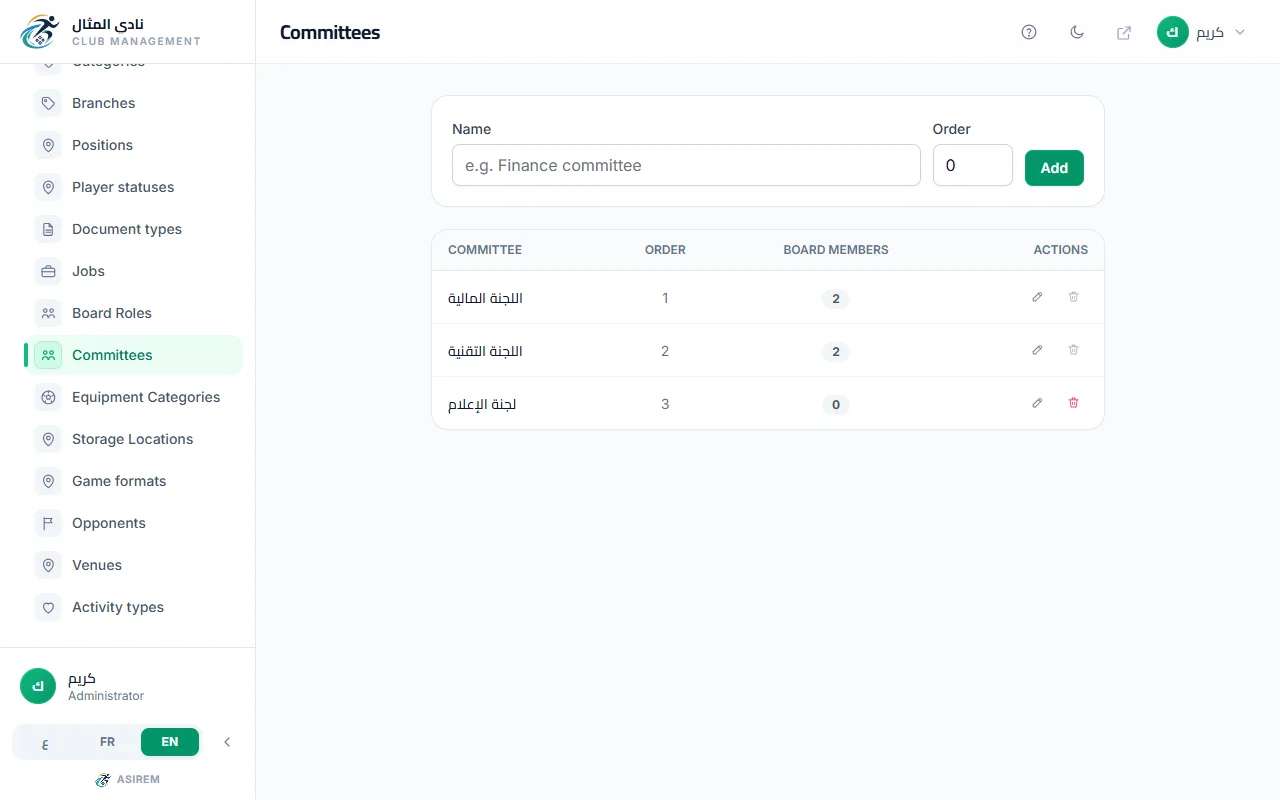 نادي المثال
CLUB MANAGEMENT
Committees
كريم
Categories
Branches
Positions
Player statuses
Document types
Jobs
Board Roles
Committees
Equipment Categories
Storage Locations
Game formats
Opponents
Venues
Activity types
ك
كريم
Administrator
ع FR EN
ASIREM
ك
Name Order
e.g. Finance committee 0 Add
COMMITTEE ORDER BOARD MEMBERS ACTIONS
اللجنة المالية 1 2
اللجنة التقنية 2 2
لجنة الإعلام 3 0